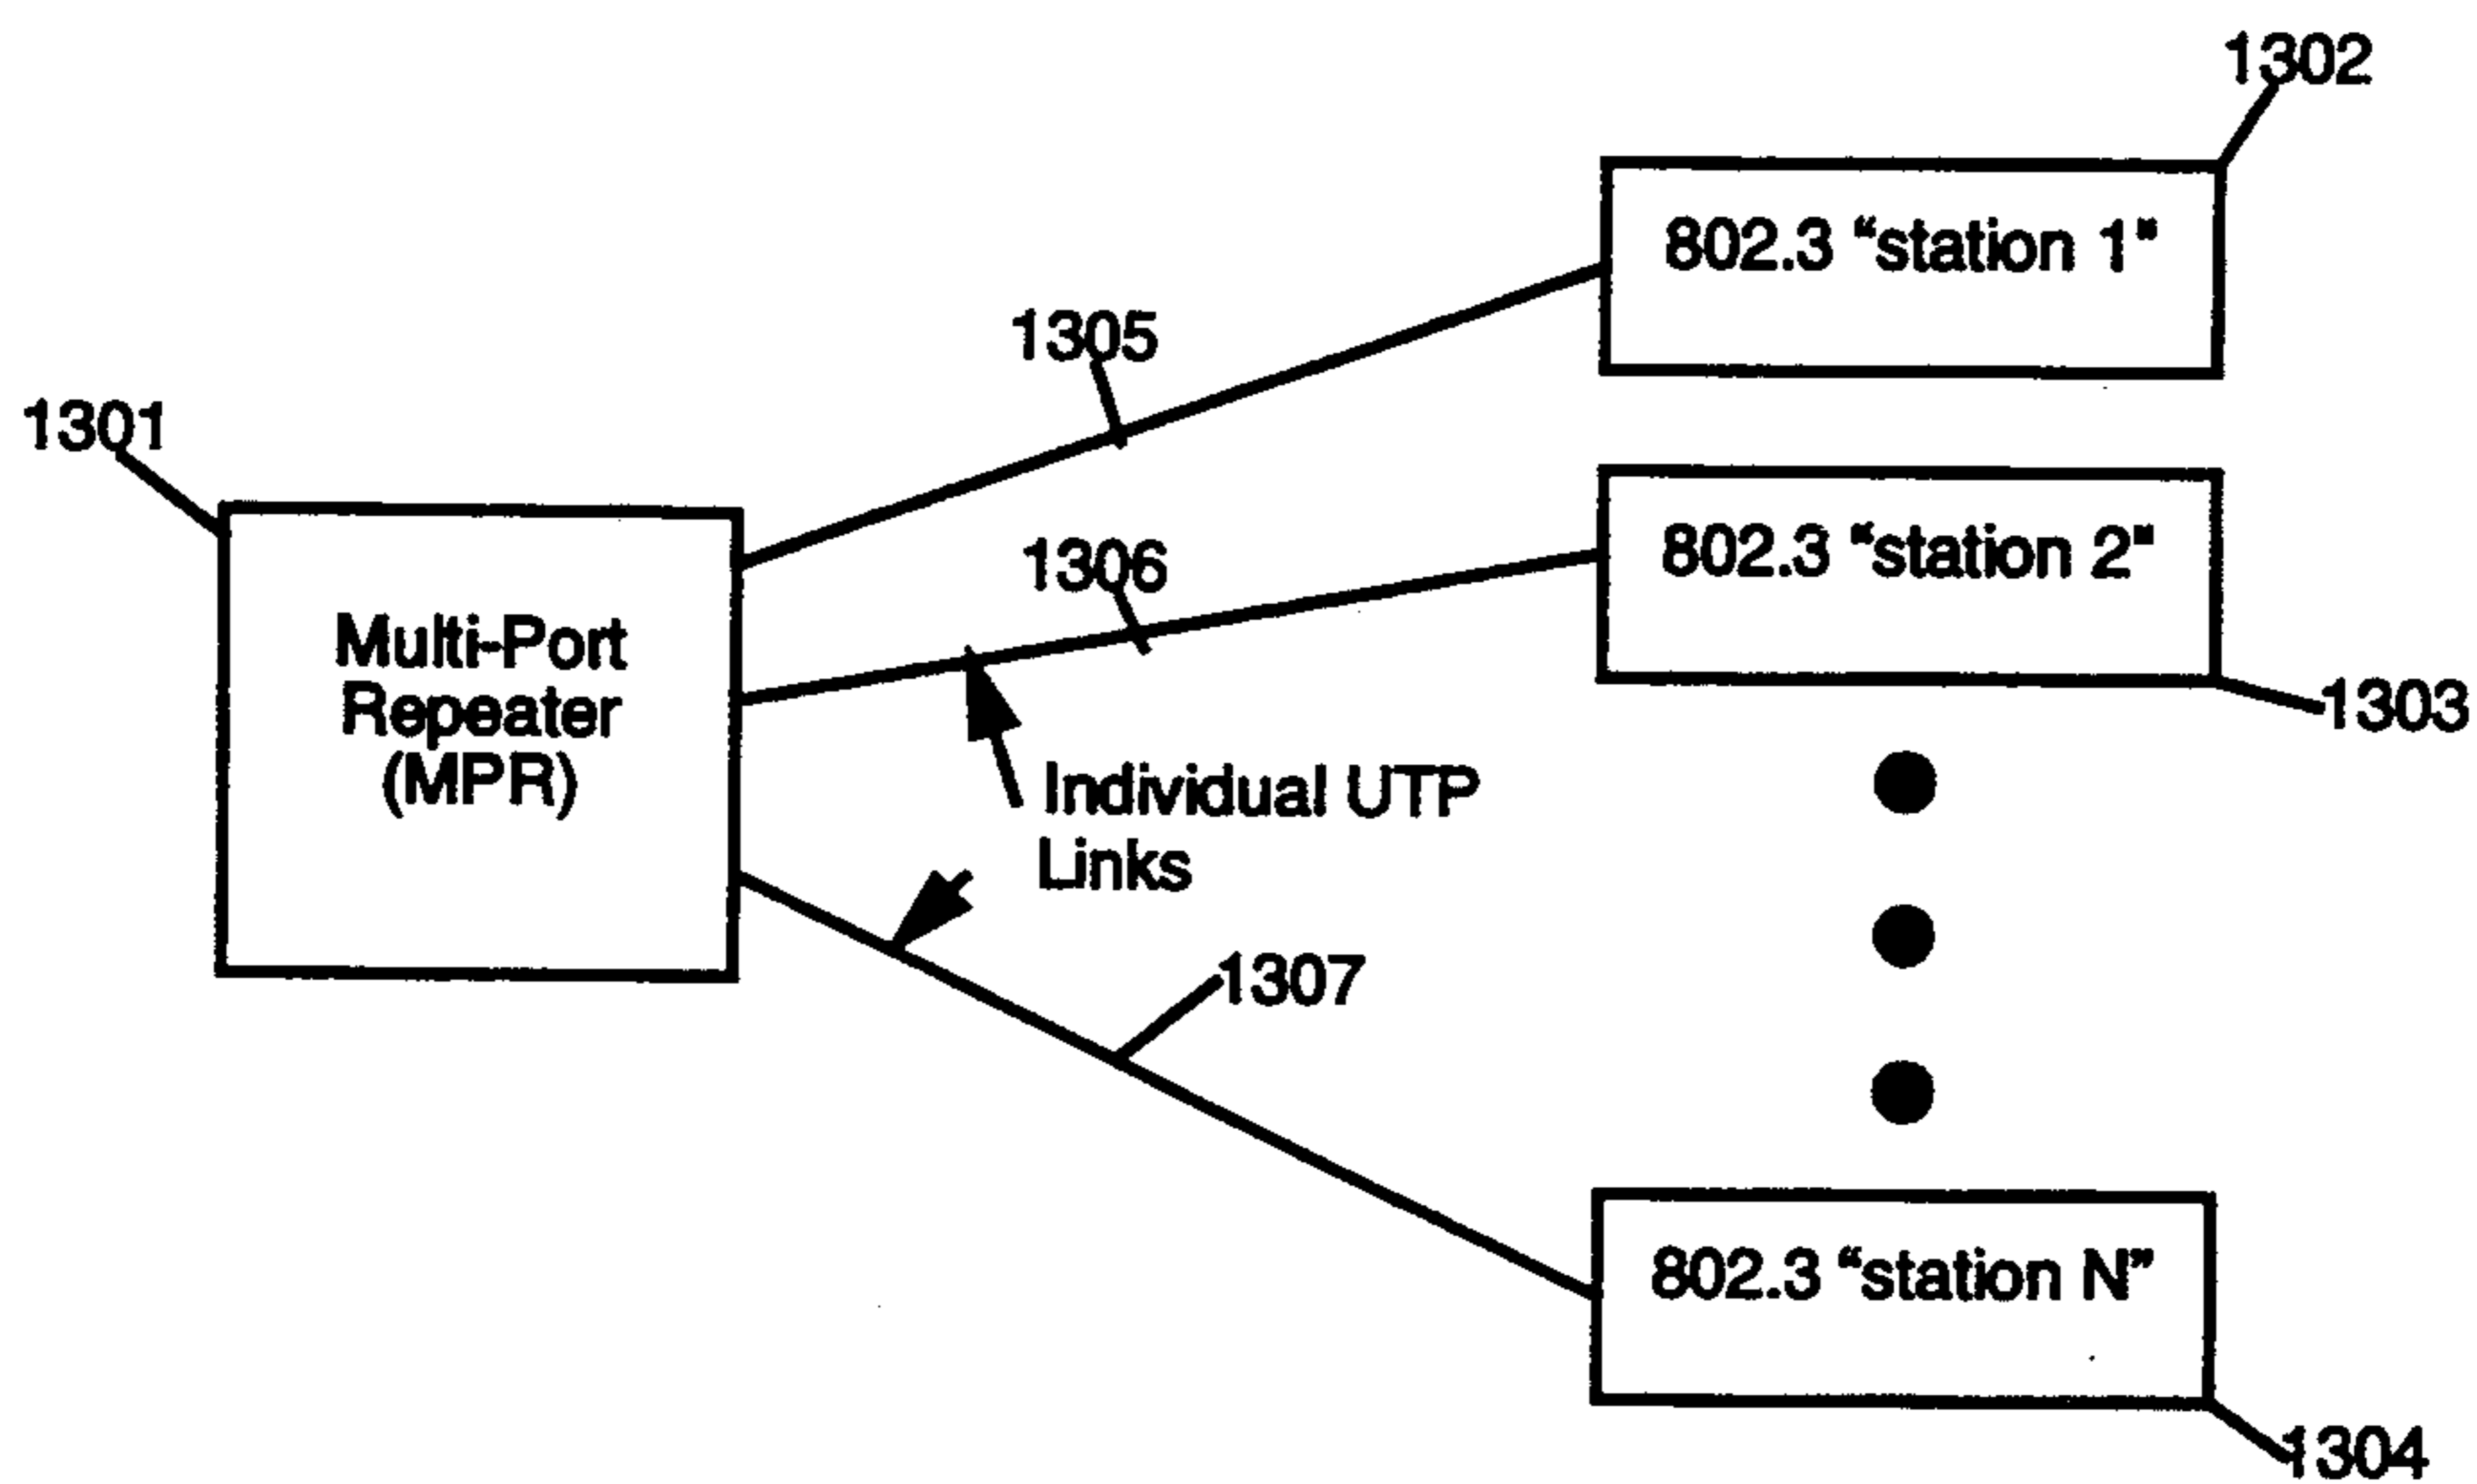 1302
802.3 “station 1"
1305
1301
802.3 “station 2"
1306
Multi-Port
Repeater
(MPR)
1303
Individual UTP
Links
1307
802.3 “station N”
1304